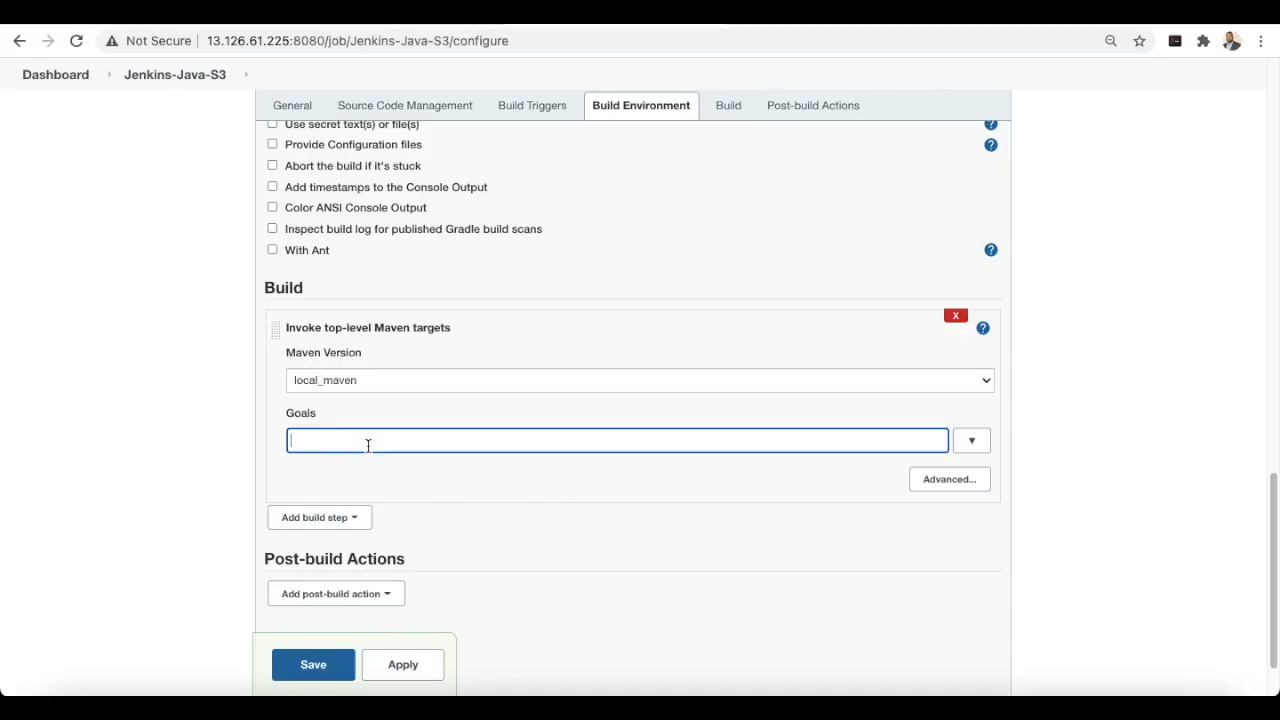 Not Secure 13.126.61.225:8080/job/Jenkins-Java-S3/configure
Dashboard Jenkins-Java-S3
General Source Code Management Build Triggers Build Environment Build Post-build Actions
Use secret text(s) or file(s) ?
Provide Configuration files ?
Abort the build if it's stuck
Add timestamps to the Console Output
Color ANSI Console Output
Inspect build log for published Gradle build scans
With Ant ?
Build
X
Invoke top-level Maven targets ?
Maven Version
local_maven
Goals
Advanced...
Add build step
Post-build Actions
Add post-build action
Save Apply